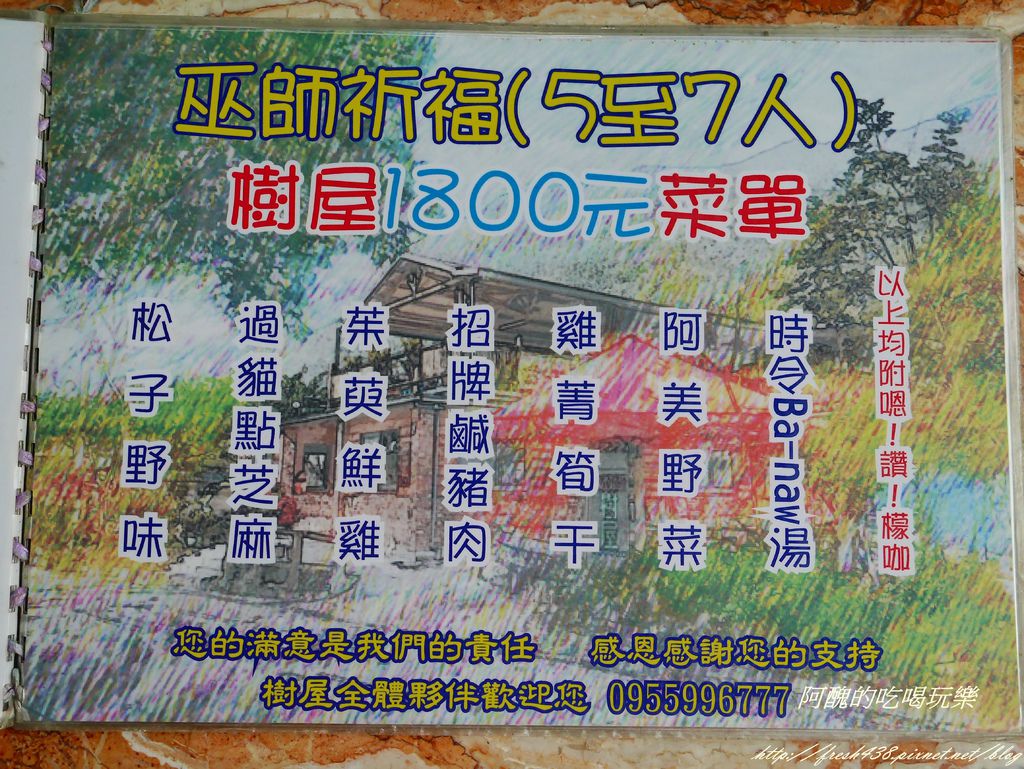 巫師祈福(5至7人)
樹屋1800元菜單
以上均附嗯!讚!檬咖
時令Ba-naw湯
阿美野菜
雞菁筍干
招牌鹹豬肉
茱萸鮮雞
過貓點芝麻
松子野味
您的滿意是我們的責任 感恩感謝您的支持
樹屋全體夥伴歡迎您 0955996777
阿醜的吃喝玩樂
http://fresh438.pixnet.net/blog